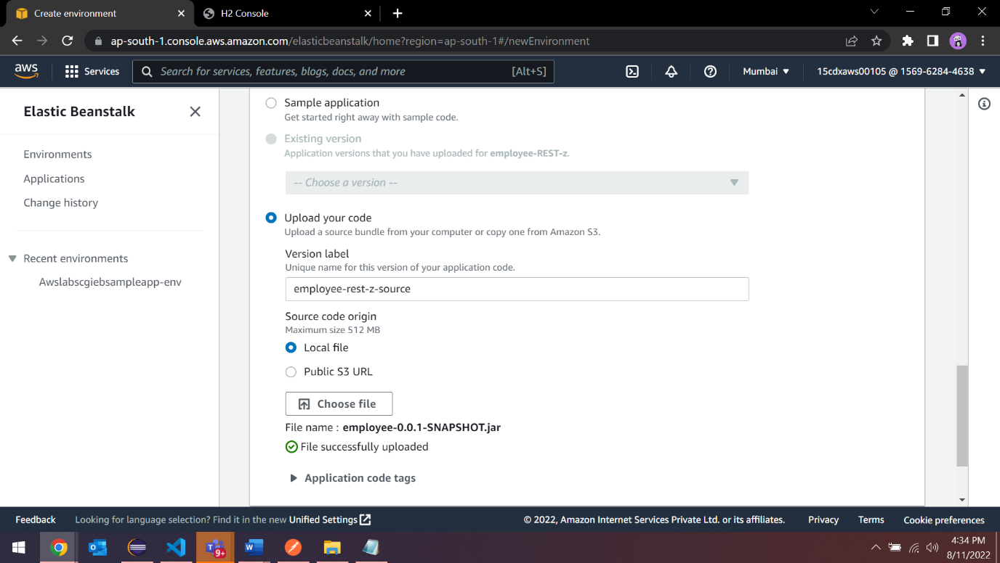 Create environment
H2 Console
ap-south-1.console.aws.amazon.com/elasticbeanstalk/home?region=ap-south-1#/newEnvironment
aws
Services
Search for services, features, blogs, docs, and more
[Alt+S]
Mumbai
15cdxaws00105 @ 1569-6284-4638
Elastic Beanstalk
Environments
Applications
Change history
Recent environments
Awslabscgiebsampleapp-env
Sample application
Get started right away with sample code.
Existing version
Application versions that you have uploaded for employee-REST-z.
-- Choose a version --
Upload your code
Upload a source bundle from your computer or copy one from Amazon S3.
Version label
Unique name for this version of your application code.
employee-rest-z-source
Source code origin
Maximum size 512 MB
Local file
Public S3 URL
Choose file
File name : employee-0.0.1-SNAPSHOT.jar
File successfully uploaded
Application code tags
Feedback
Looking for language selection? Find it in the new Unified Settings
© 2022, Amazon Internet Services Private Ltd. or its affiliates.
Privacy
Terms
Cookie preferences
9+
4:34 PM
8/11/2022